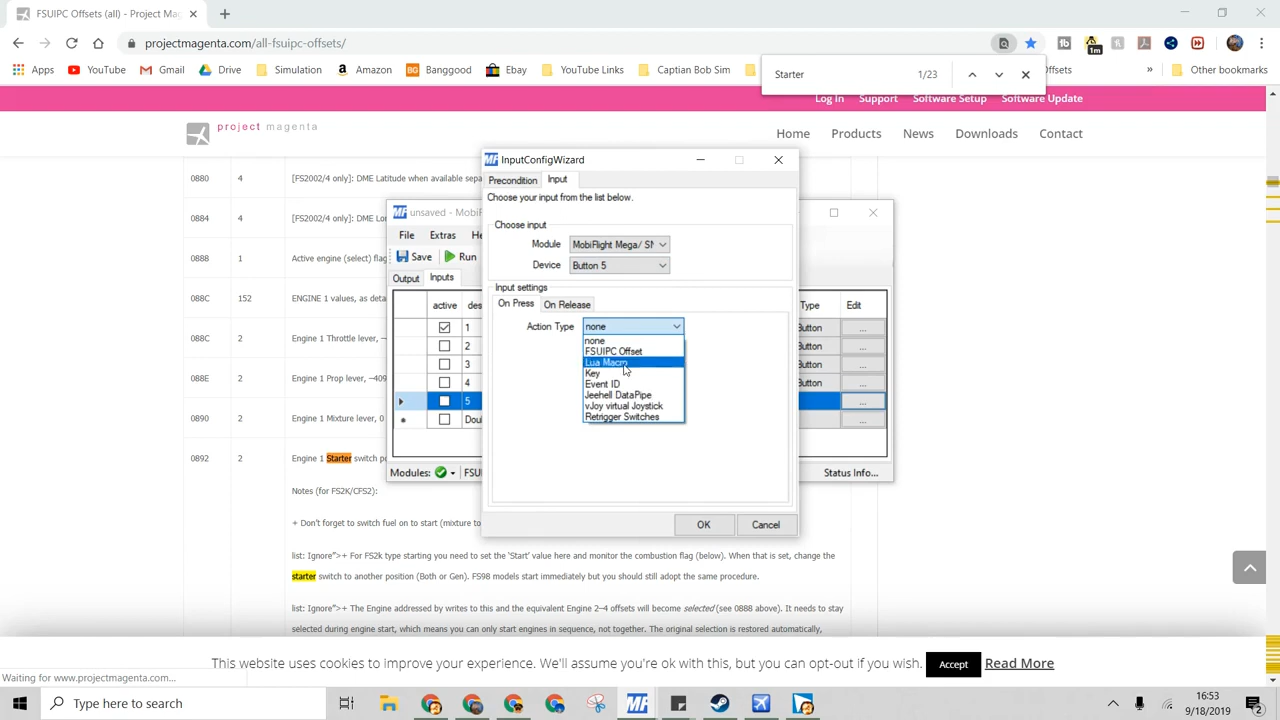 FSUIPC Offsets (all) - Project Mag
projectmagenta.com/all-fsuipc-offsets/
1m
Apps YouTube Gmail Drive Simulation Amazon Banggood Ebay YouTube Links Captian Bob Sim Offsets » Other bookmarks
Starter 1/23
Log In Support Software Setup Software Update
project magenta
Home Products News Downloads Contact
0880 4 [FS2002/4 only]: DME Latitude when available sepa
0884 4 [FS2002/4 only]: DME Lo
0888 1 Active engine (select) flag
088C 152 ENGINE 1 values, as deta
088C 2 Engine 1 Throttle lever, –
088E 2 Engine 1 Prop lever, –409
0890 2 Engine 1 Mixture lever, 0
0892 2 Engine 1 Starter switch po
Notes (for FS2K/CFS2):
+ Don't forget to switch fuel on to start (mixture to
list: Ignore">+ For FS2k type starting you need to set the 'Start' value here and monitor the combustion flag (below). When that is set, change the
starter switch to another position (Both or Gen). FS98 models start immediately but you should still adopt the same procedure.
list: Ignore">+ The Engine addressed by writes to this and the equivalent Engine 2–4 offsets will become selected (see 0888 above). It needs to stay
selected during engine start, which means you can only start engines in sequence, not together. The original selection is restored automatically,
unsaved - MobiF
File Extras He
Save Run
Output Inputs
active des Type Edit
1 Button ...
2 Button ...
3 Button ...
4 Button ...
5 ...
Dou
Modules: FSU Status Info...
MF InputConfigWizard
Precondition Input
Choose your input from the list below.
Choose input
Module MobiFlight Mega/ SN
Device Button 5
Input settings
On Press On Release
Action Type none
none
FSUIPC Offset
Lua Macro
Key
Event ID
Jeehell DataPipe
vJoy virtual Joystick
Retrigger Switches
OK Cancel
This website uses cookies to improve your experience. We'll assume you're ok with this, but you can opt-out if you wish. Accept Read More
Waiting for www.projectmagenta.com...
Type here to search
MF
16:53
9/18/2019
2